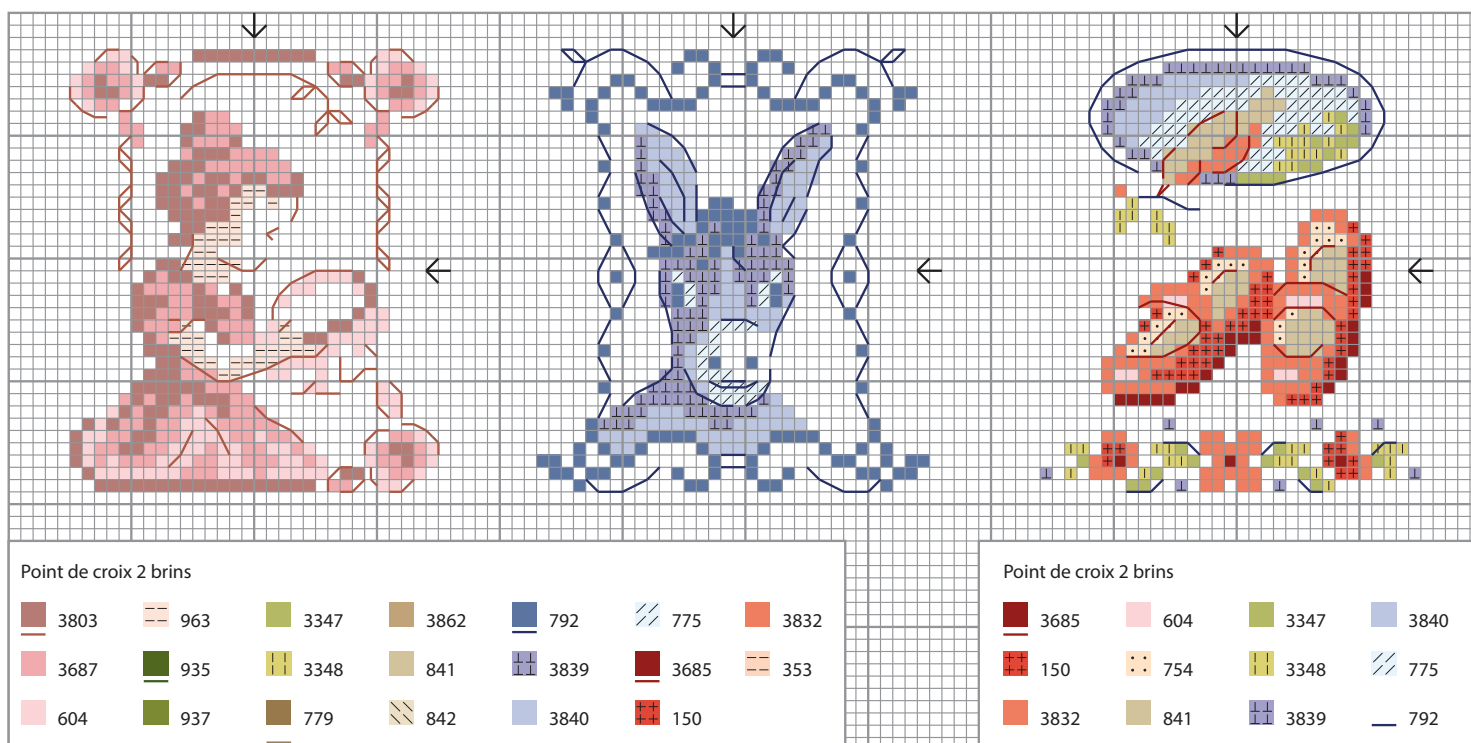 Point de croix 2 brins
3803 963 3347 3862 792 775 3832
3687 935 3348 841 3839 3685 353
604 937 779 842 3840 150
Point de croix 2 brins
3685 604 3347 3840
150 754 3348 775
3832 841 3839 792